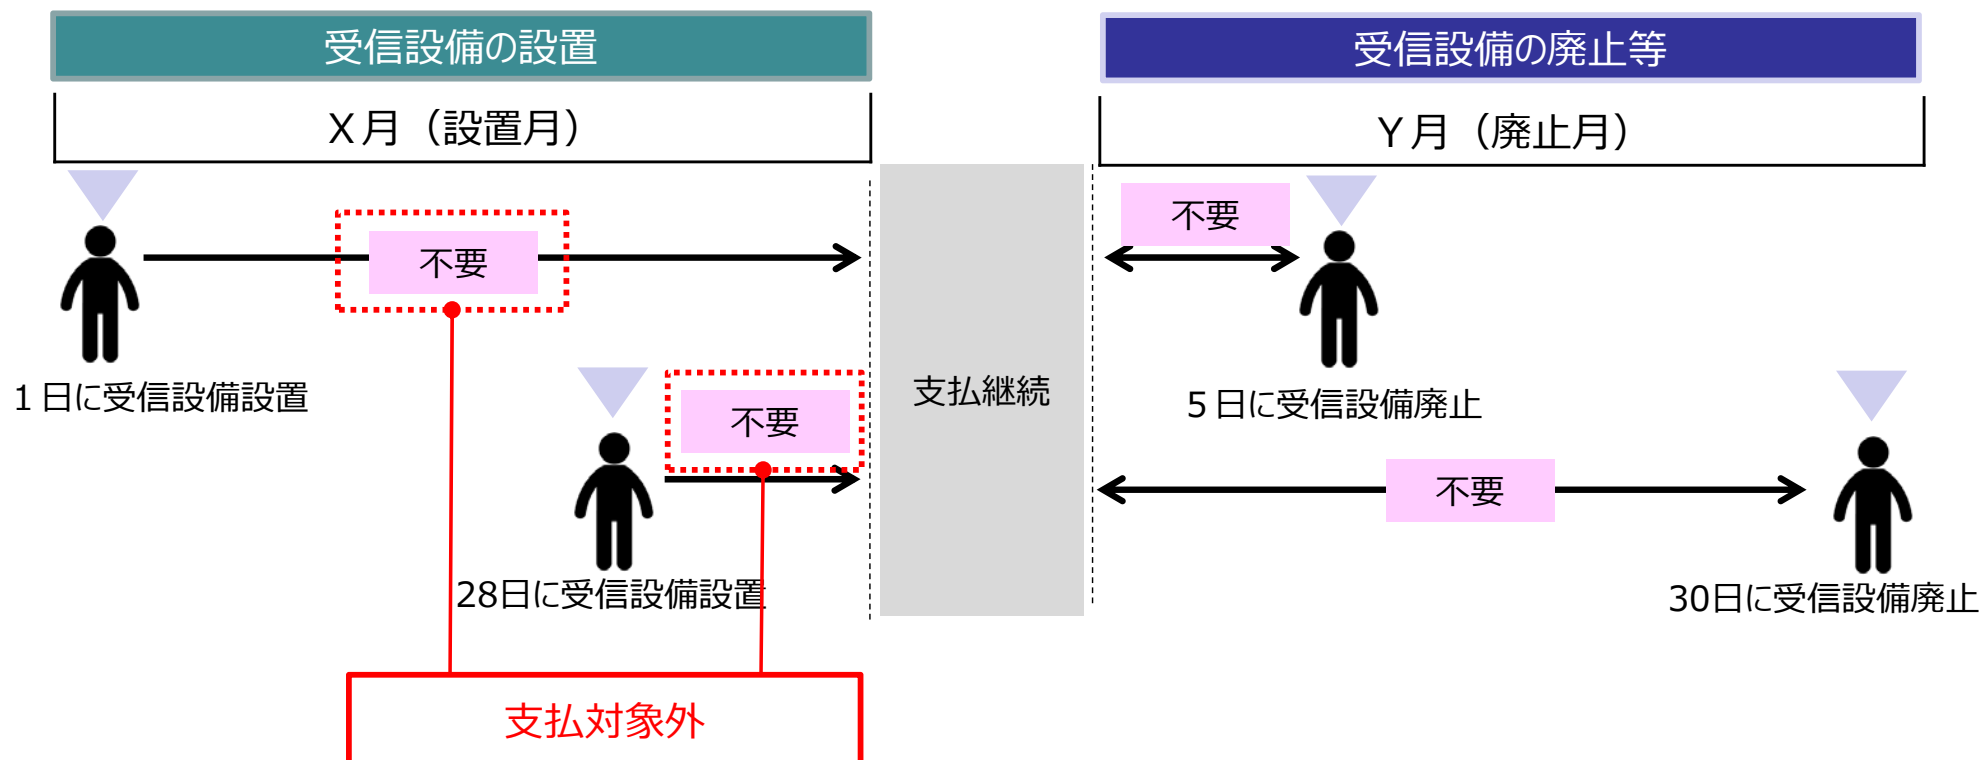 受信設備の設置
受信設備の廃止等
X月（設置月）
Y月（廃止月）
不要
不要
1日に受信設備設置
不要
支払継続
5日に受信設備廃止
不要
28日に受信設備設置
30日に受信設備廃止
支払対象外